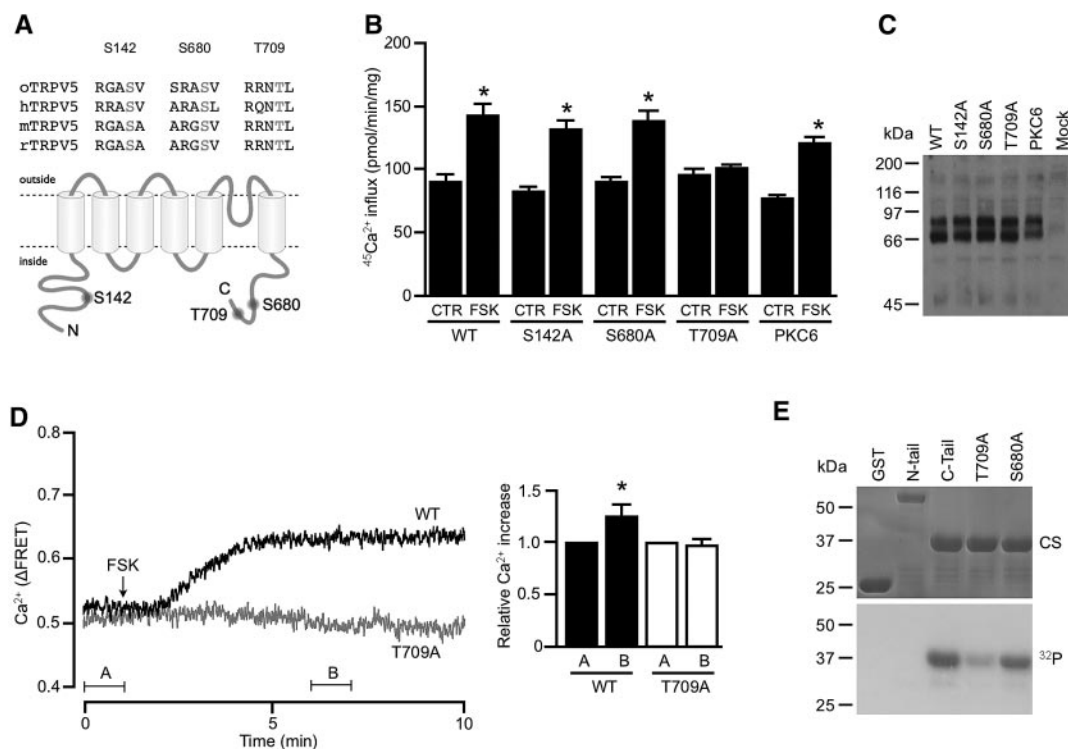 A
S142 S680 T709
oTRPV5 RGASV SRASV RRNTL
hTRPV5 RRASV ARASL RQNTL
mTRPV5 RGASA ARGSV RRNTL
rTRPV5 RGASA ARGSV RRNTL
outside
inside
S142
C
S680
T709
N
B
⁴⁵Ca²⁺ influx (pmol/min/mg)
200
150
100
50
0
* * * *
CTR FSK CTR FSK CTR FSK CTR FSK CTR FSK
WT S142A S680A T709A PKC6
C
kDa WT S142A S680A T709A PKC6 Mock
200
116
97
66
45
D
Ca²⁺ (ΔFRET)
0.8
0.7
0.6
0.5
0.4
FSK
WT
T709A
A B
0 5 10
Time (min)
Relative Ca²⁺ increase
1.5
1.0
0.5
0
*
A B A B
WT T709A
E
kDa GST N-tail C-Tail T709A S680A
50
37
25
CS
50
37
25
³²P